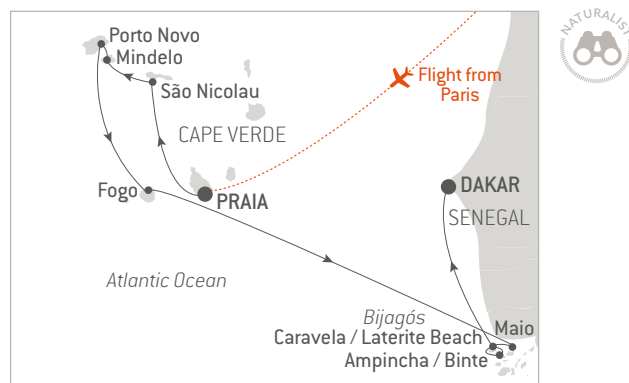 NATURALIST
Porto Novo
Mindelo
São Nicolau
Flight from
Paris
CAPE VERDE
Fogo
PRAIA
DAKAR
SENEGAL
Atlantic Ocean
Bijagós
Caravela / Laterite Beach
Maio
Ampincha / Binte